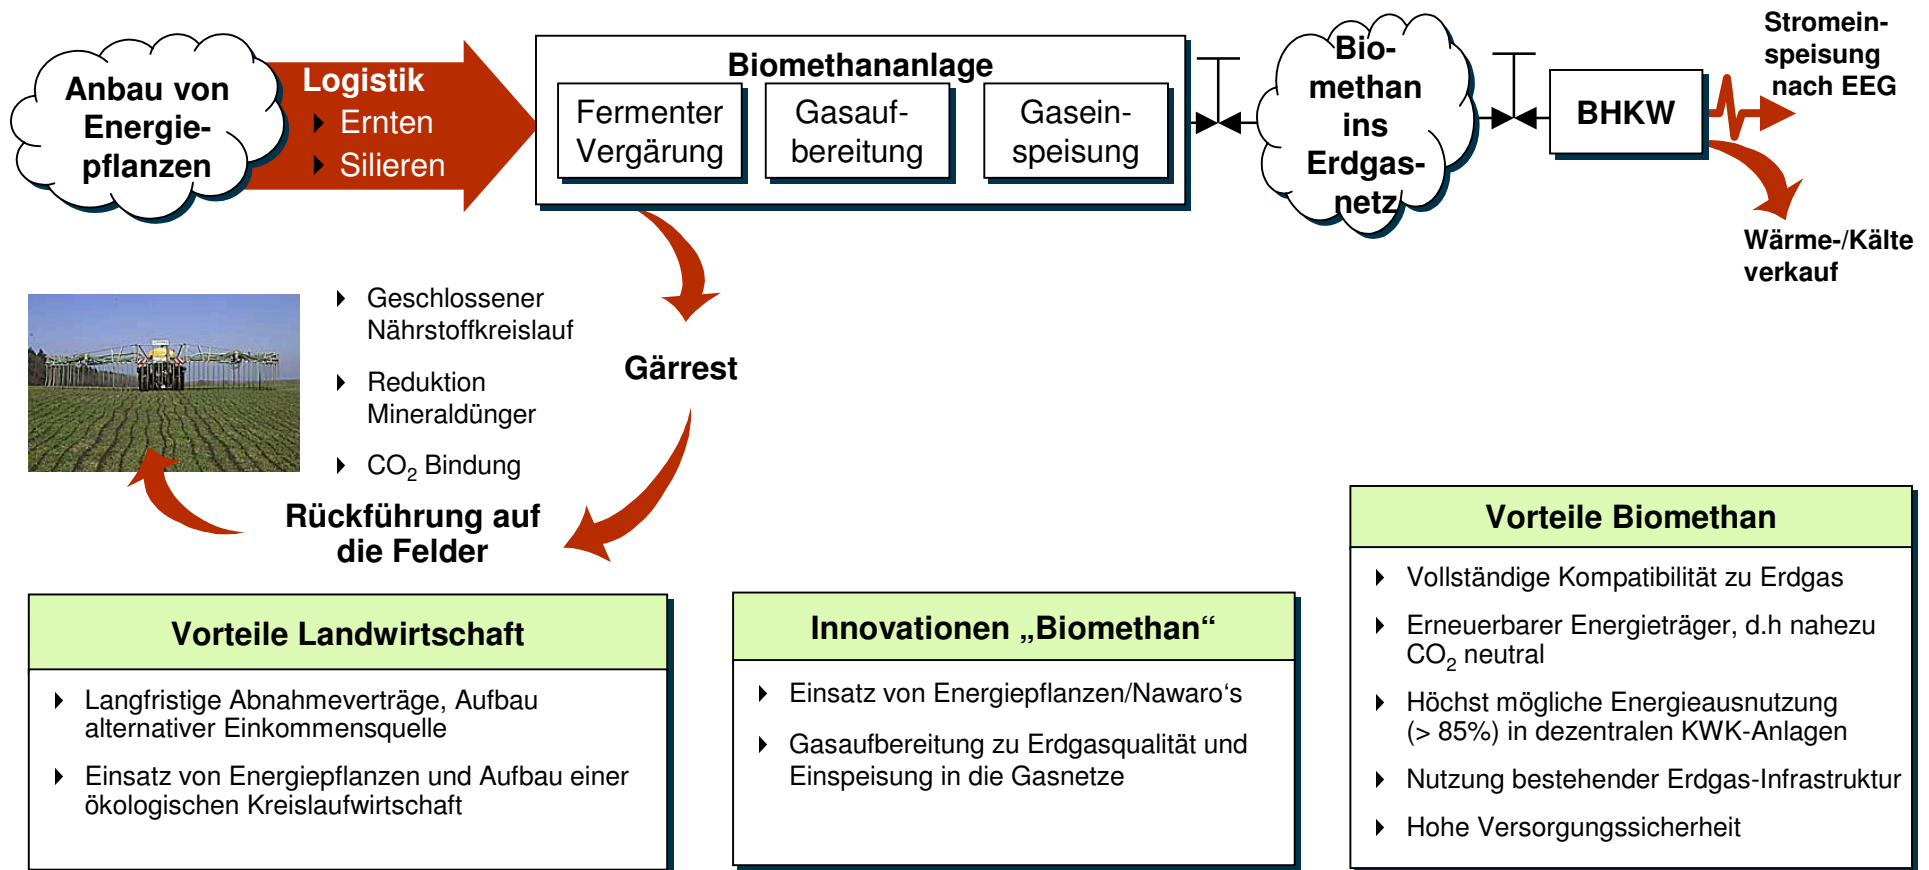 Anbau von
Energie-
pflanzen
Logistik
Ernten
Silieren
Biomethananlage
Fermenter
Vergärung
Gasauf-
bereitung
Gasein-
speisung
Bio-
methan
ins
Erdgas-
netz
BHKW
Stromein-
speisung
nach EEG
Wärme-/Kälte
verkauf
Geschlossener
Nährstoffkreislauf
Reduktion
Mineraldünger
CO₂ Bindung
Gärrest
Rückführung auf
die Felder
Vorteile Landwirtschaft
Langfristige Abnahmeverträge, Aufbau
alternativer Einkommensquelle
Einsatz von Energiepflanzen und Aufbau einer
ökologischen Kreislaufwirtschaft
Innovationen „Biomethan“
Einsatz von Energiepflanzen/Nawaro‘s
Gasaufbereitung zu Erdgasqualität und
Einspeisung in die Gasnetze
Vorteile Biomethan
Vollständige Kompatibilität zu Erdgas
Erneuerbarer Energieträger, d.h nahezu
CO₂ neutral
Höchst mögliche Energieausnutzung
(> 85%) in dezentralen KWK-Anlagen
Nutzung bestehender Erdgas-Infrastruktur
Hohe Versorgungssicherheit